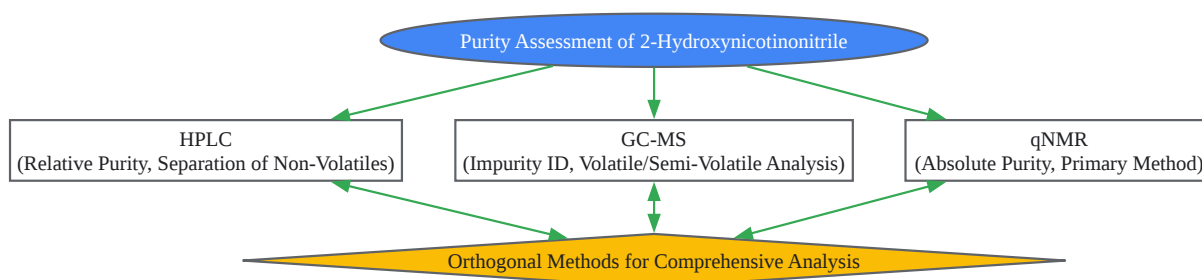 Purity Assessment of 2-Hydroxynicotinonitrile
HPLC
(Relative Purity, Separation of Non-Volatiles)
GC-MS
(Impurity ID, Volatile/Semi-Volatile Analysis)
qNMR
(Absolute Purity, Primary Method)
Orthogonal Methods for Comprehensive Analysis